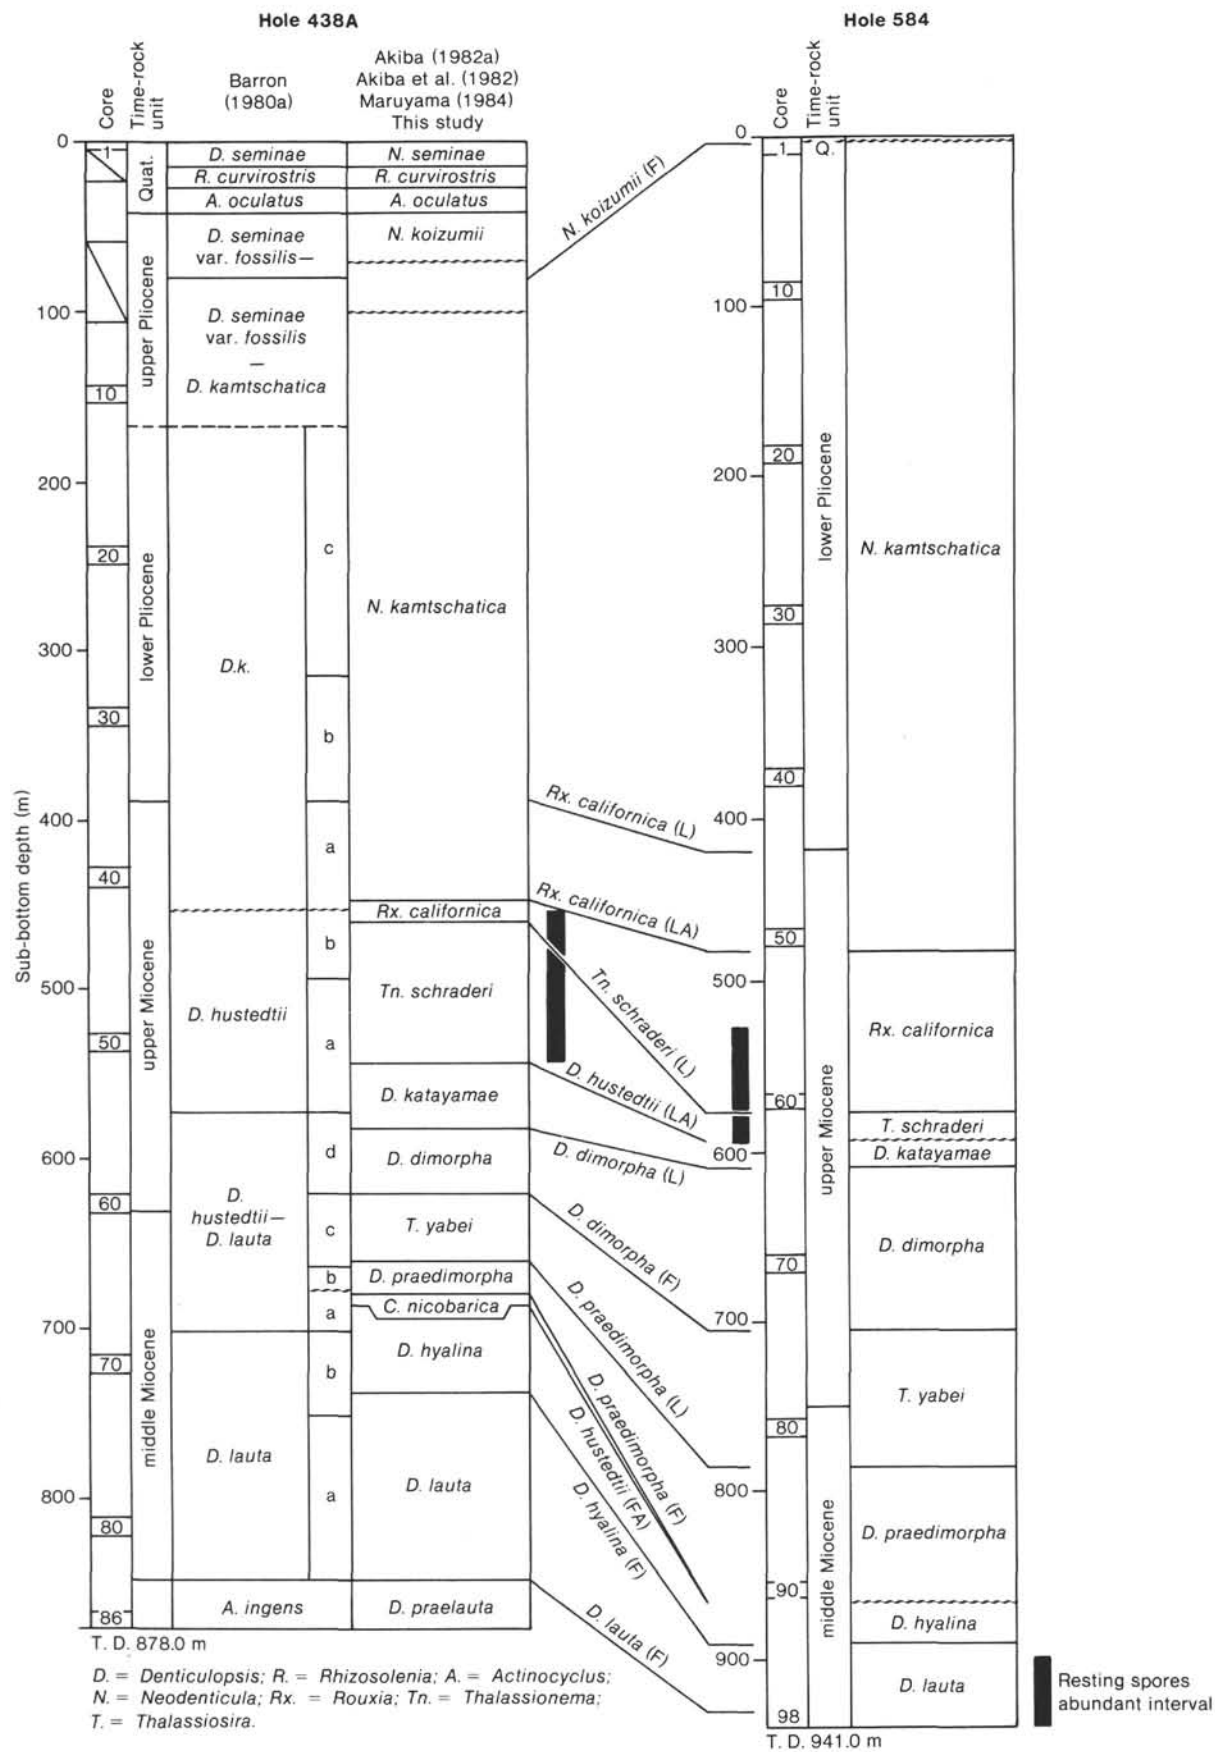 Hole 438A
Hole 584
Core
Time-rock
unit
Barron
(1980a)
Akiba (1982a)
Akiba et al. (1982)
Maruyama (1984)
This study
Core
Time-rock
unit
Sub-bottom depth (m)
0
100
200
300
400
500
600
700
800
1
10
20
30
40
50
60
70
80
86
Quat.
upper Pliocene
lower Pliocene
upper Miocene
middle Miocene
D. seminae
R. curvirostris
A. oculatus
D. seminae
var. fossilis—
D. seminae
var. fossilis
—
D. kamtschatica
D.k.
c
b
a
D. hustedtii
b
a
D.
hustedtii—
D. lauta
d
c
b
a
D. lauta
b
a
A. ingens
N. seminae
R. curvirostris
A. oculatus
N. koizumii
N. kamtschatica
Rx. californica
Tn. schraderi
D. katayamae
D. dimorpha
T. yabei
D. praedimorpha
C. nicobarica
D. hyalina
D. lauta
D. praelauta
T. D. 878.0 m
N. koizumii (F)
Rx. californica (L)
Rx. californica (LA)
Tn. schraderi (L)
D. hustedtii (LA)
D. dimorpha (L)
D. dimorpha (F)
D. praedimorpha (L)
D. praedimorpha (F)
D. hustedtii (FA)
D. hyalina (F)
D. lauta (F)
0
100
200
300
400
500
600
700
800
900
1
10
20
30
40
50
60
70
80
90
98
Q.
lower Pliocene
upper Miocene
middle Miocene
N. kamtschatica
Rx. californica
T. schraderi
D. katayamae
D. dimorpha
T. yabei
D. praedimorpha
D. hyalina
D. lauta
T. D. 941.0 m
Resting spores
abundant interval
D. = Denticulopsis; R. = Rhizosolenia; A. = Actinocyclus;
N. = Neodenticula; Rx. = Rouxia; Tn. = Thalassionema;
T. = Thalassiosira.